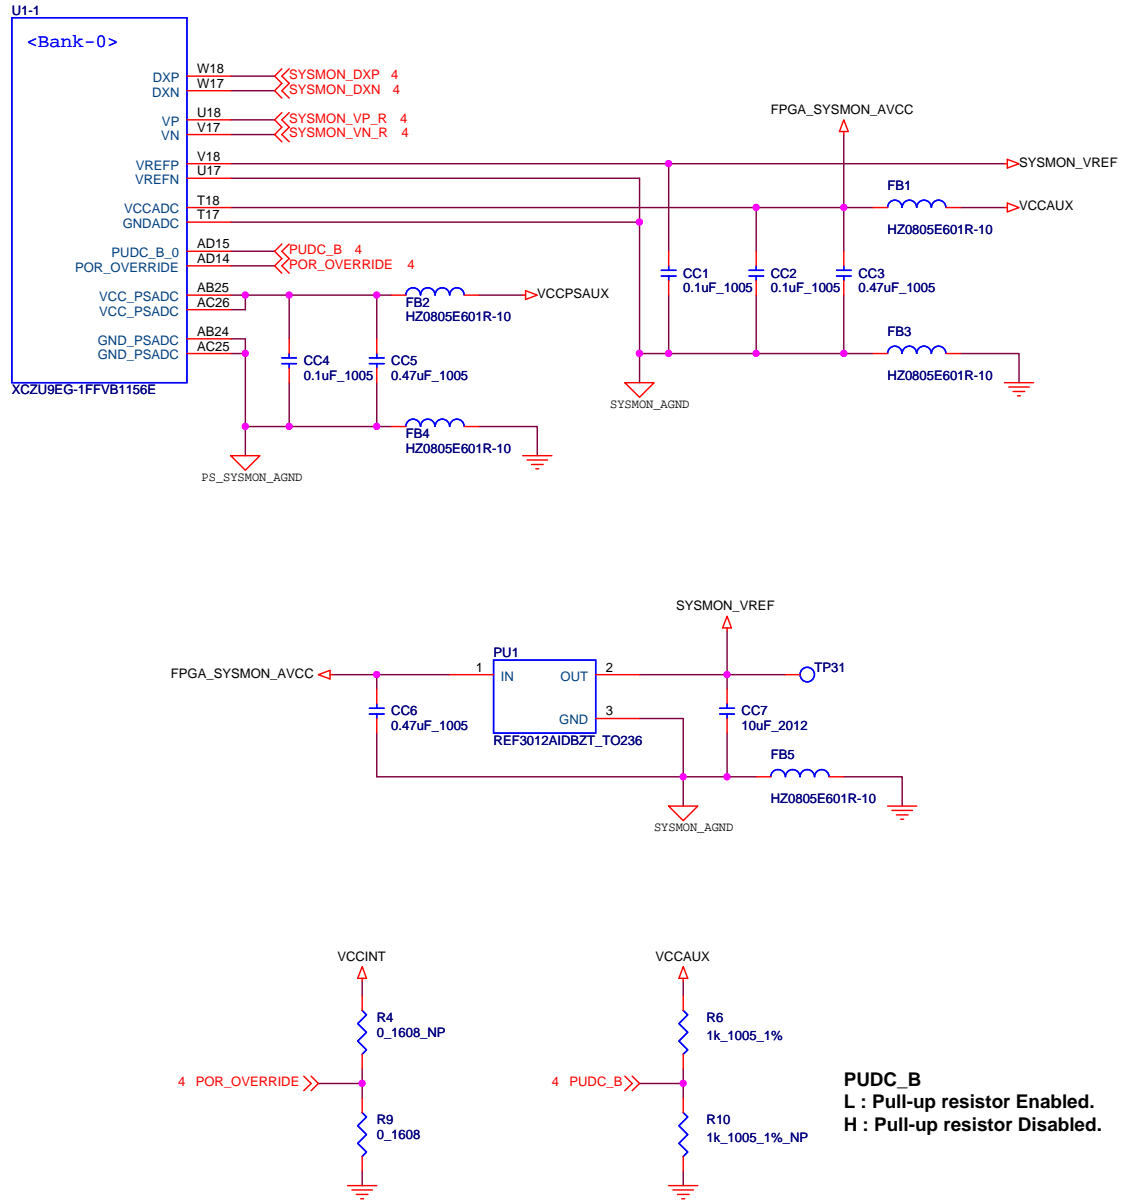 U1-1
<Bank-0>
DXP W18 SYSMON_DXP 4
DXN W17 SYSMON_DXN 4
VP U18 SYSMON_VP_R 4
VN V17 SYSMON_VN_R 4
FPGA_SYSMON_AVCC
VREFP V18 SYSMON_VREF
VREFN U17
FB1
VCCADC T18 VCCAUX
GNDADC T17
HZ0805E601R-10
PUDC_B_0 AD15 PUDC_B 4
POR_OVERRIDE AD14 POR_OVERRIDE 4
CC1 CC2 CC3
0.1uF_1005 0.1uF_1005 0.47uF_1005
VCC_PSADC AB25 VCCPSAUX
VCC_PSADC AC26 FB2
HZ0805E601R-10
GND_PSADC AB24 FB3
GND_PSADC AC25
CC4 CC5
0.1uF_1005 0.47uF_1005
HZ0805E601R-10
XCZU9EG-1FFVB1156E
SYSMON_AGND
FB4
HZ0805E601R-10
PS_SYSMON_AGND
SYSMON_VREF
PU1
FPGA_SYSMON_AVCC 1 IN OUT 2 TP31
CC6 CC7
0.47uF_1005 GND 3 10uF_2012
REF3012AIDBZT_TO236
FB5
HZ0805E601R-10
SYSMON_AGND
VCCINT VCCAUX
R4 R6
0_1608_NP 1k_1005_1%
4 POR_OVERRIDE 4 PUDC_B
R9 R10
0_1608 1k_1005_1%_NP
PUDC_B
L : Pull-up resistor Enabled.
H : Pull-up resistor Disabled.